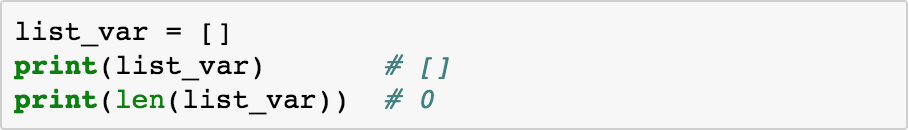 list_var = []
print(list_var)        # []
print(len(list_var))  # 0